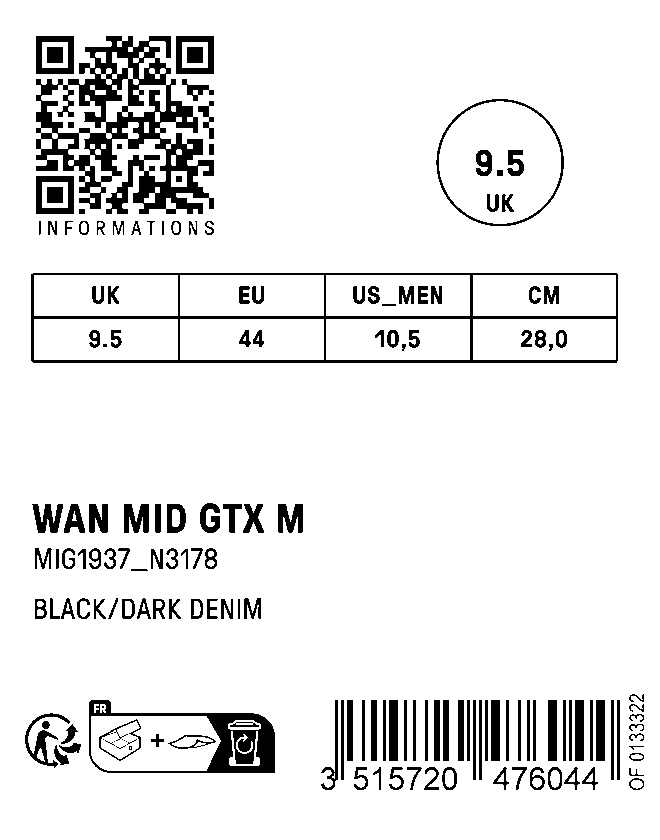 INFORMATIONS
9.5
UK
UK EU US_MEN CM
9.5 44 10,5 28,0
WAN MID GTX M
MIG1937_N3178
BLACK/DARK DENIM
FR
3 515720 476044
OF 0133322